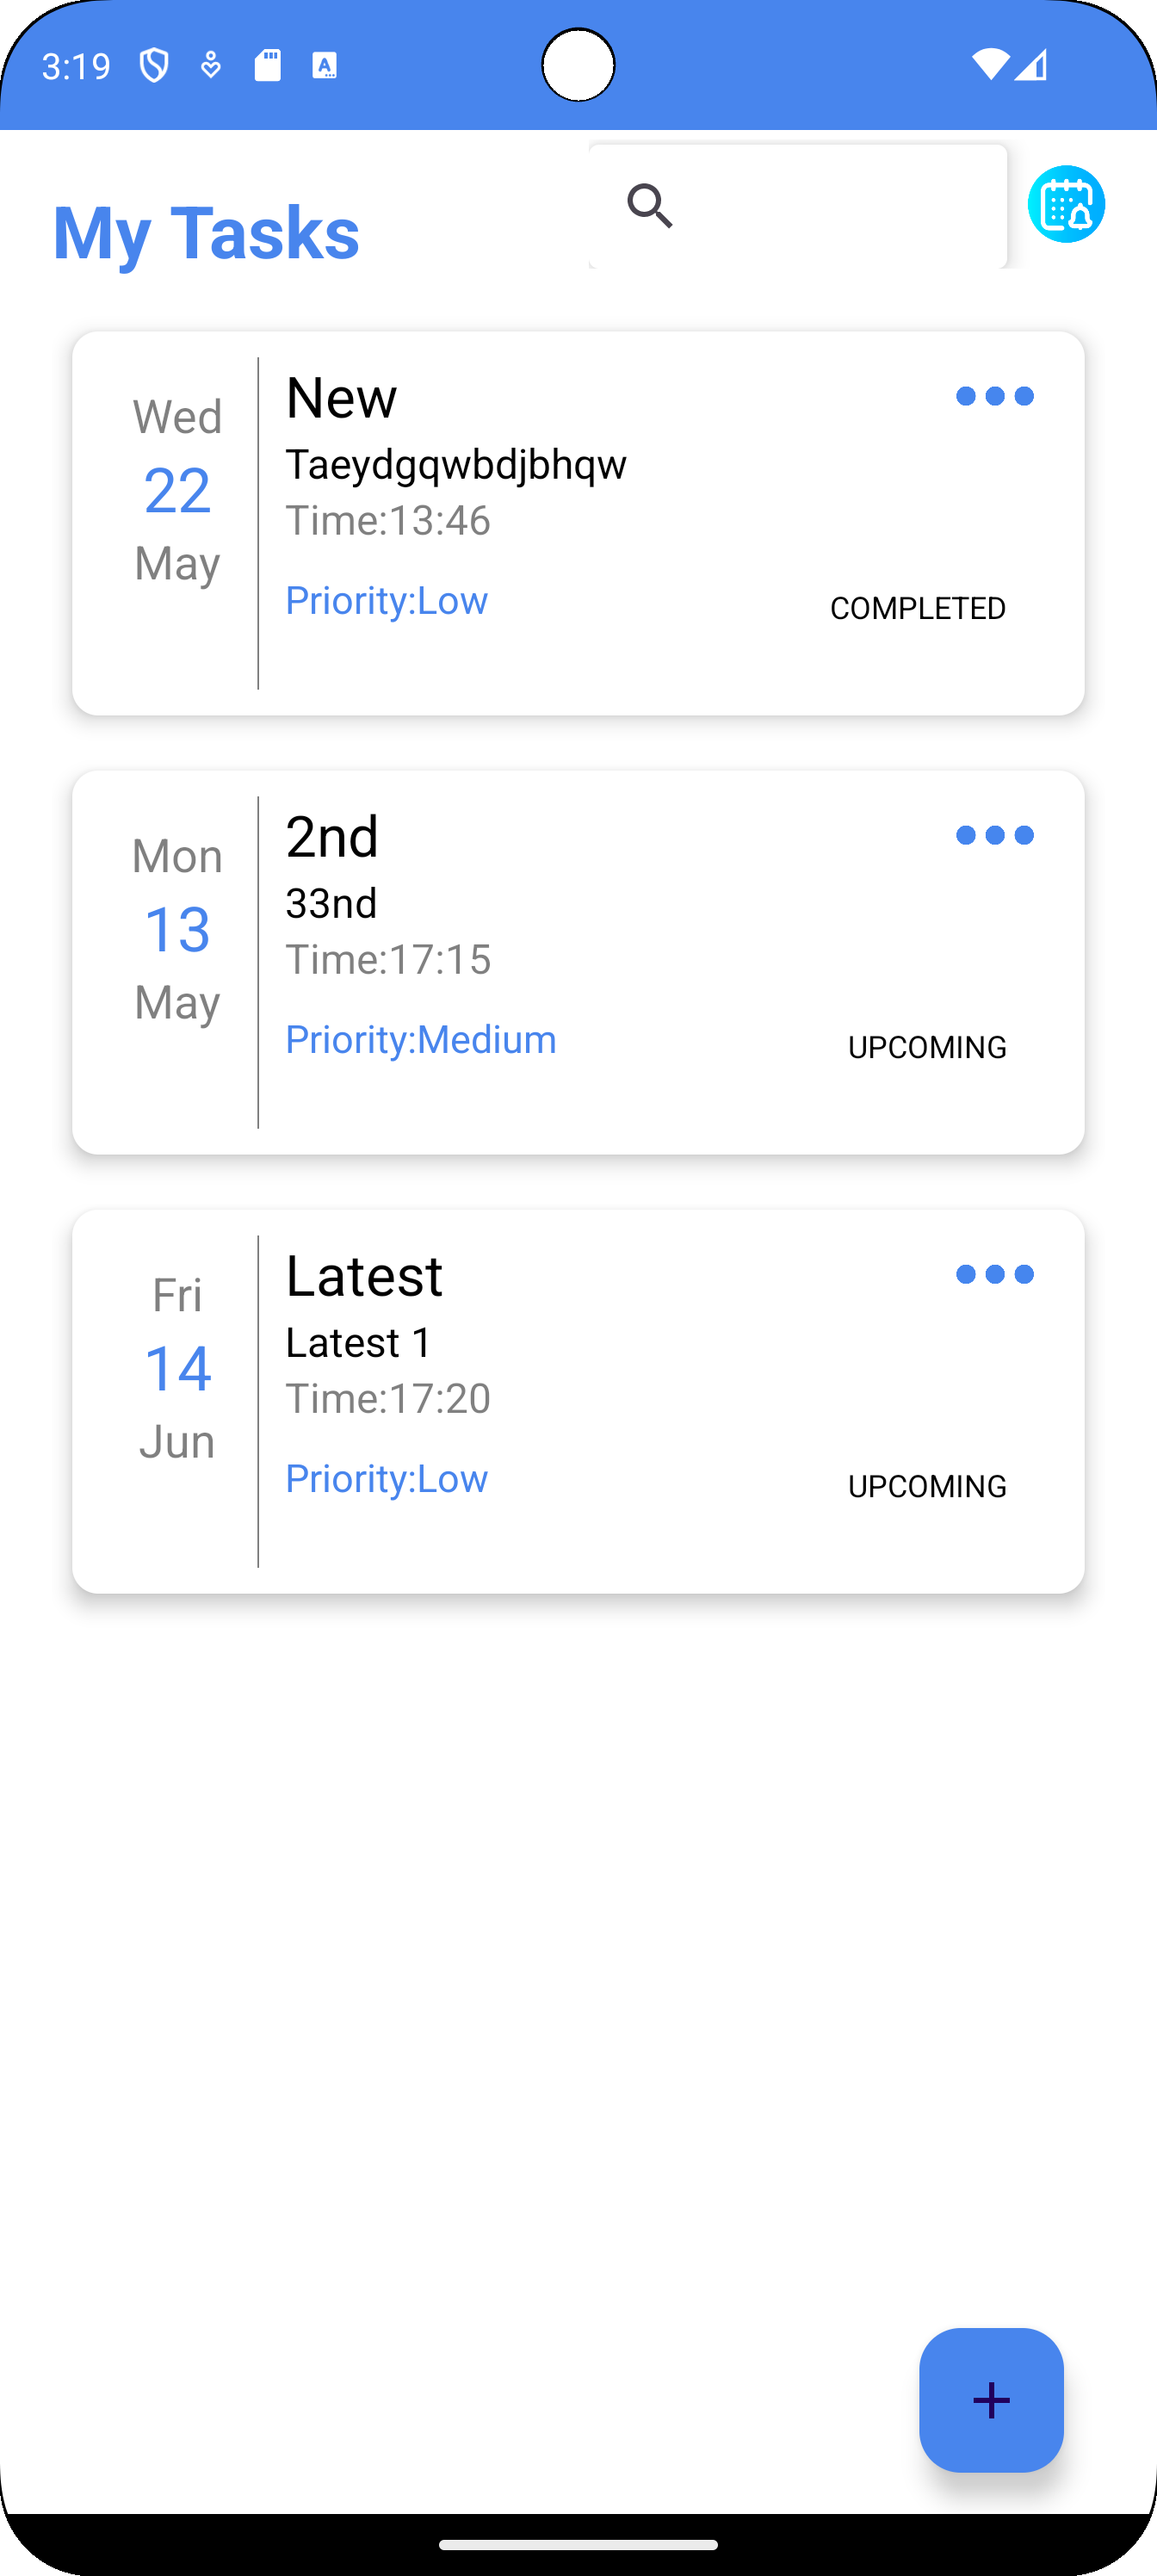 3:19
My Tasks
Wed
22
May
New
Taeydgqwbdjbhqw
Time:13:46
Priority:Low
COMPLETED
Mon
13
May
2nd
33nd
Time:17:15
Priority:Medium
UPCOMING
Fri
14
Jun
Latest
Latest 1
Time:17:20
Priority:Low
UPCOMING